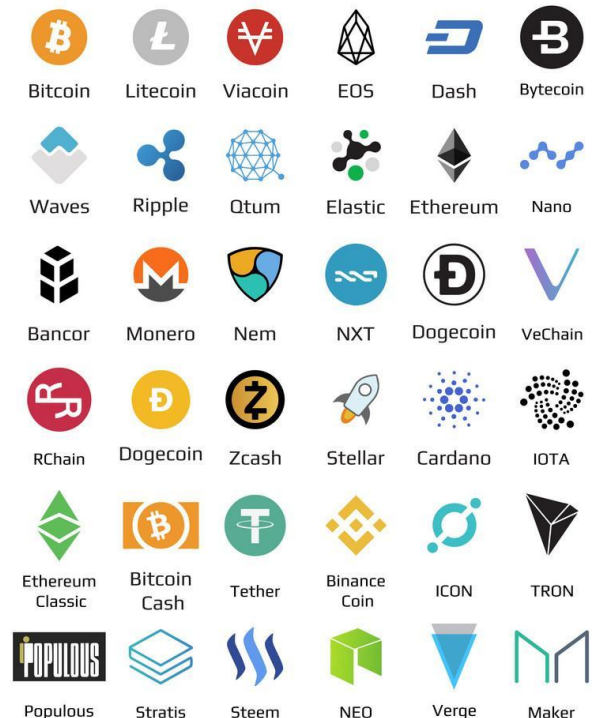 Bitcoin Litecoin Viacoin EOS Dash Bytecoin
Waves Ripple Qtum Elastic Ethereum Nano
Bancor Monero Nem NXT Dogecoin VeChain
RChain Dogecoin Zcash Stellar Cardano IOTA
Ethereum Classic Bitcoin Cash Tether Binance Coin ICON TRON
POPULOUS
Populous Stratis Steem NEO Verge Maker